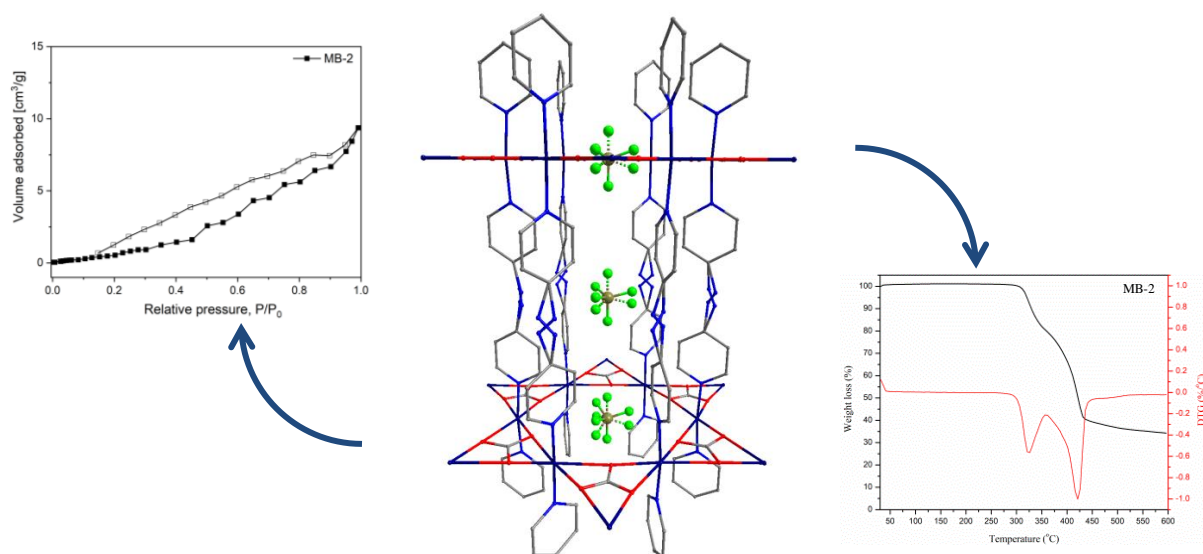 MB-2
15
10
5
0
Volume adsorbed [cm³/g]
0.0 0.2 0.4 0.6 0.8 1.0
Relative pressure, P/P₀
MB-2
100
90
80
70
60
50
40
30
20
10
0
Weight loss (%)
1.0
0.8
0.6
0.4
0.2
0.0
-0.2
-0.4
-0.6
-0.8
-1.0
DTG (%/°C)
50 100 150 200 250 300 350 400 450 500 550 600
Temperature (°C)